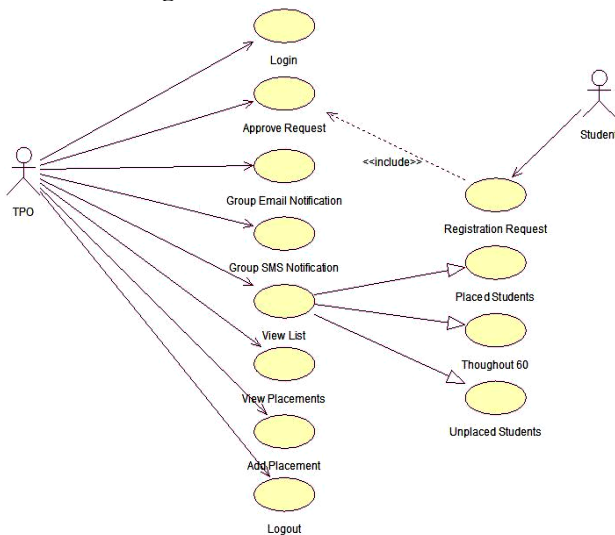 Login
Student
Approve Request
<<include>>
TPO
Group Email Notification
Registration Request
Group SMS Notification
Placed Students
View List
Thoughout 60
View Placements
Unplaced Students
Add Placement
Logout